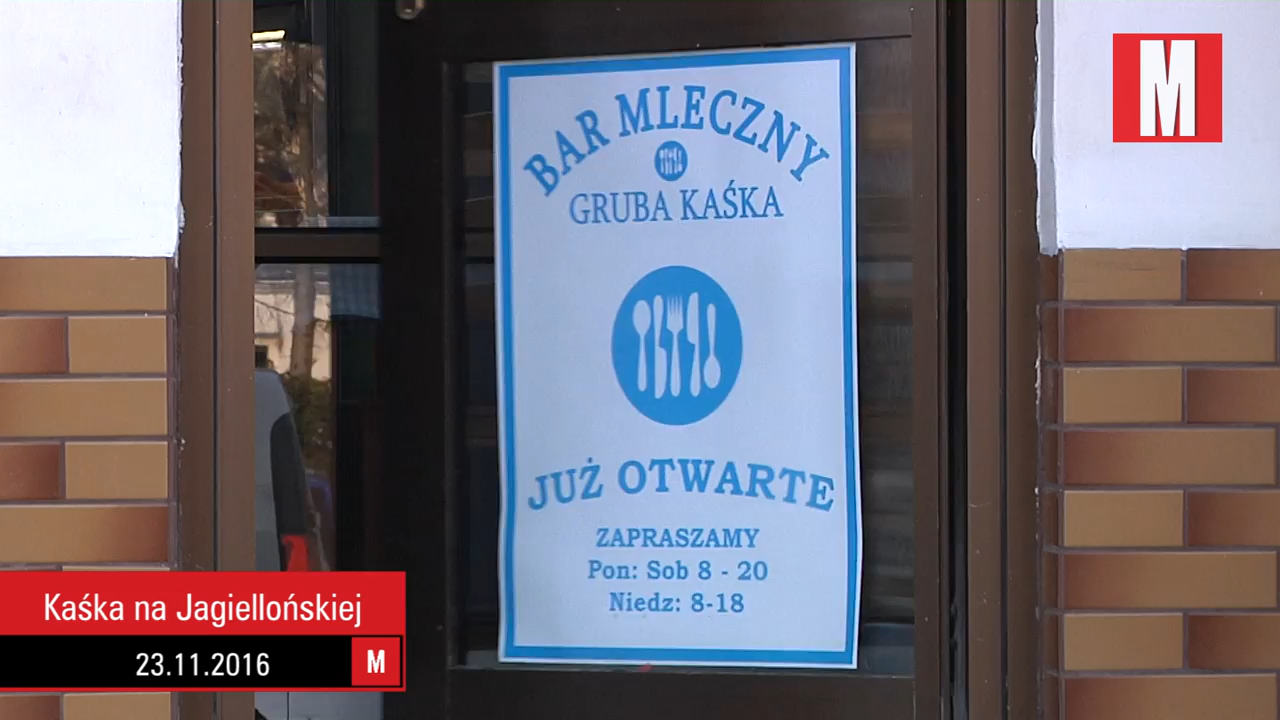 M
BAR MLECZNY
GRUBA KAŚKA
JUŻ OTWARTE
ZAPRASZAMY
Pon: Sob 8 - 20
Niedz: 8-18
Kaśka na Jagiellońskiej
23.11.2016
M